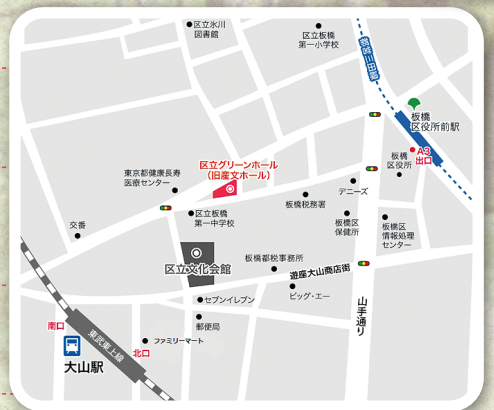 区立氷川
図書館
区立板橋
第一小学校
都営三田線
板橋
区役所前駅
A3
出口
板橋
区役所
区立グリーンホール
(旧産文ホール)
東京都健康長寿
医療センター
デニーズ
板橋税務署
区立板橋
第一中学校
板橋区
保健所
板橋区
情報処理
センター
交番
区立文化会館
板橋都税事務所
遊座大山商店街
セブンイレブン
ビッグ・エー
山手通り
郵便局
南口
東武東上線
ファミリーマート
北口
大山駅